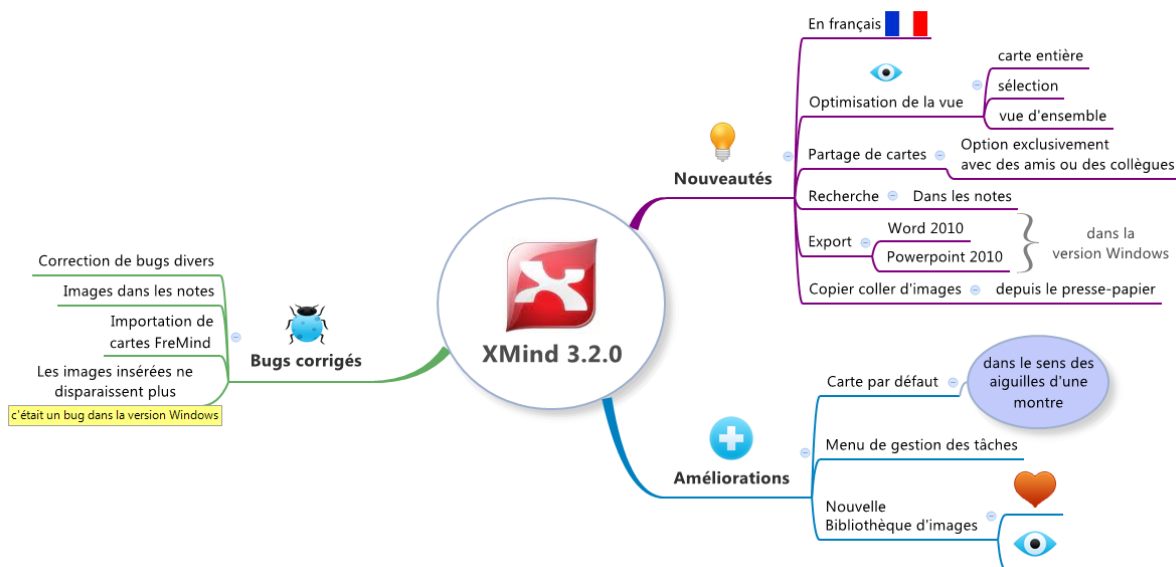 XMind 3.2.0
Nouveautés
En français
Optimisation de la vue
carte entière
sélection
vue d'ensemble
Partage de cartes
Option exclusivement
avec des amis ou des collègues
Recherche
Dans les notes
Export
Word 2010
Powerpoint 2010
dans la
version Windows
Copier coller d'images
depuis le presse-papier
Améliorations
Carte par défaut
dans le sens des
aiguilles d'une
montre
Menu de gestion des tâches
Nouvelle
Bibliothèque d'images
Bugs corrigés
Correction de bugs divers
Images dans les notes
Importation de
cartes FreMind
Les images insérées ne
disparaissent plus
c'était un bug dans la version Windows